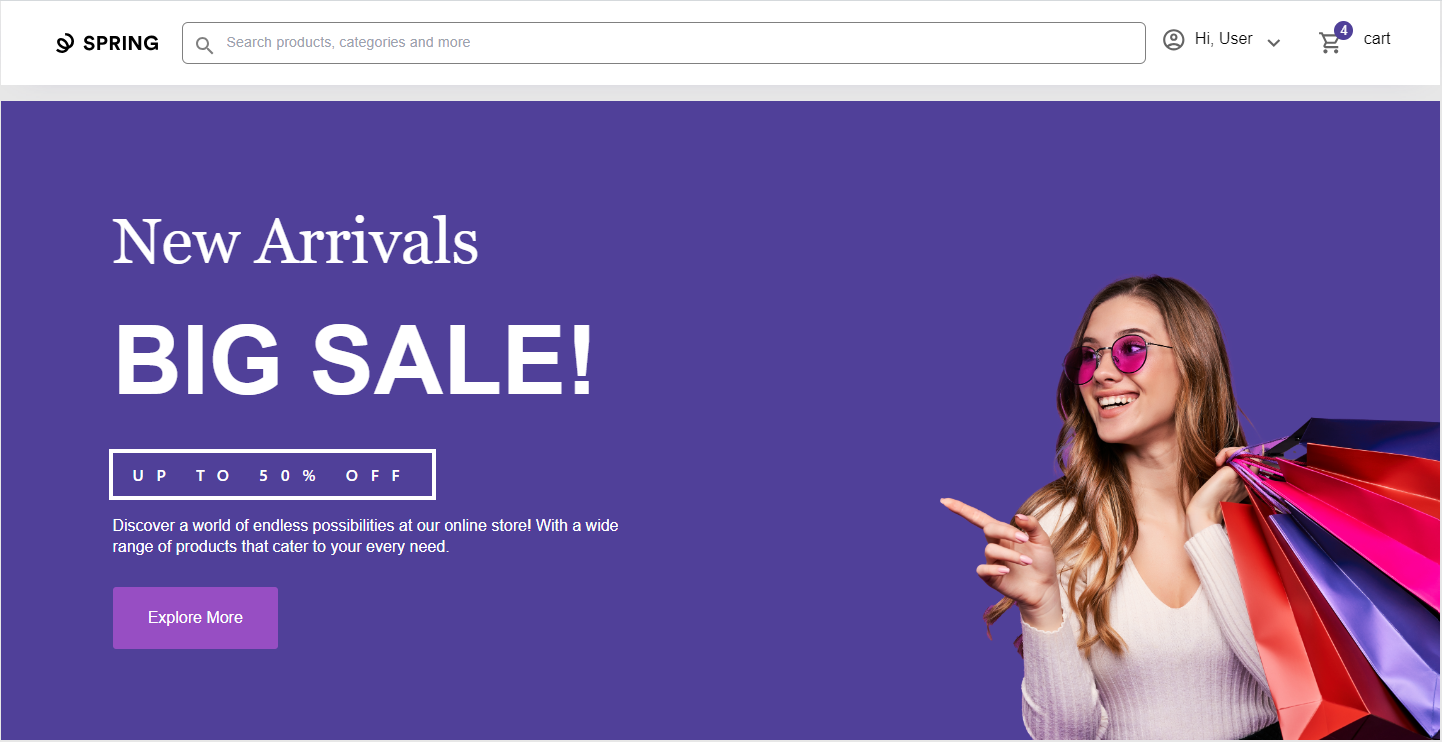 SPRING
Search products, categories and more
Hi, User
4
cart
New Arrivals
BIG SALE!
UP TO 50% OFF
Discover a world of endless possibilities at our online store! With a wide
range of products that cater to your every need.
Explore More